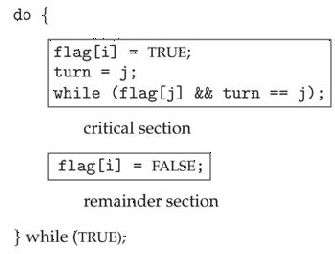 do {
flag[i] = TRUE;
turn = j;
while (flag[j] && turn == j);
critical section
flag[i] = FALSE;
remainder section
} while (TRUE);